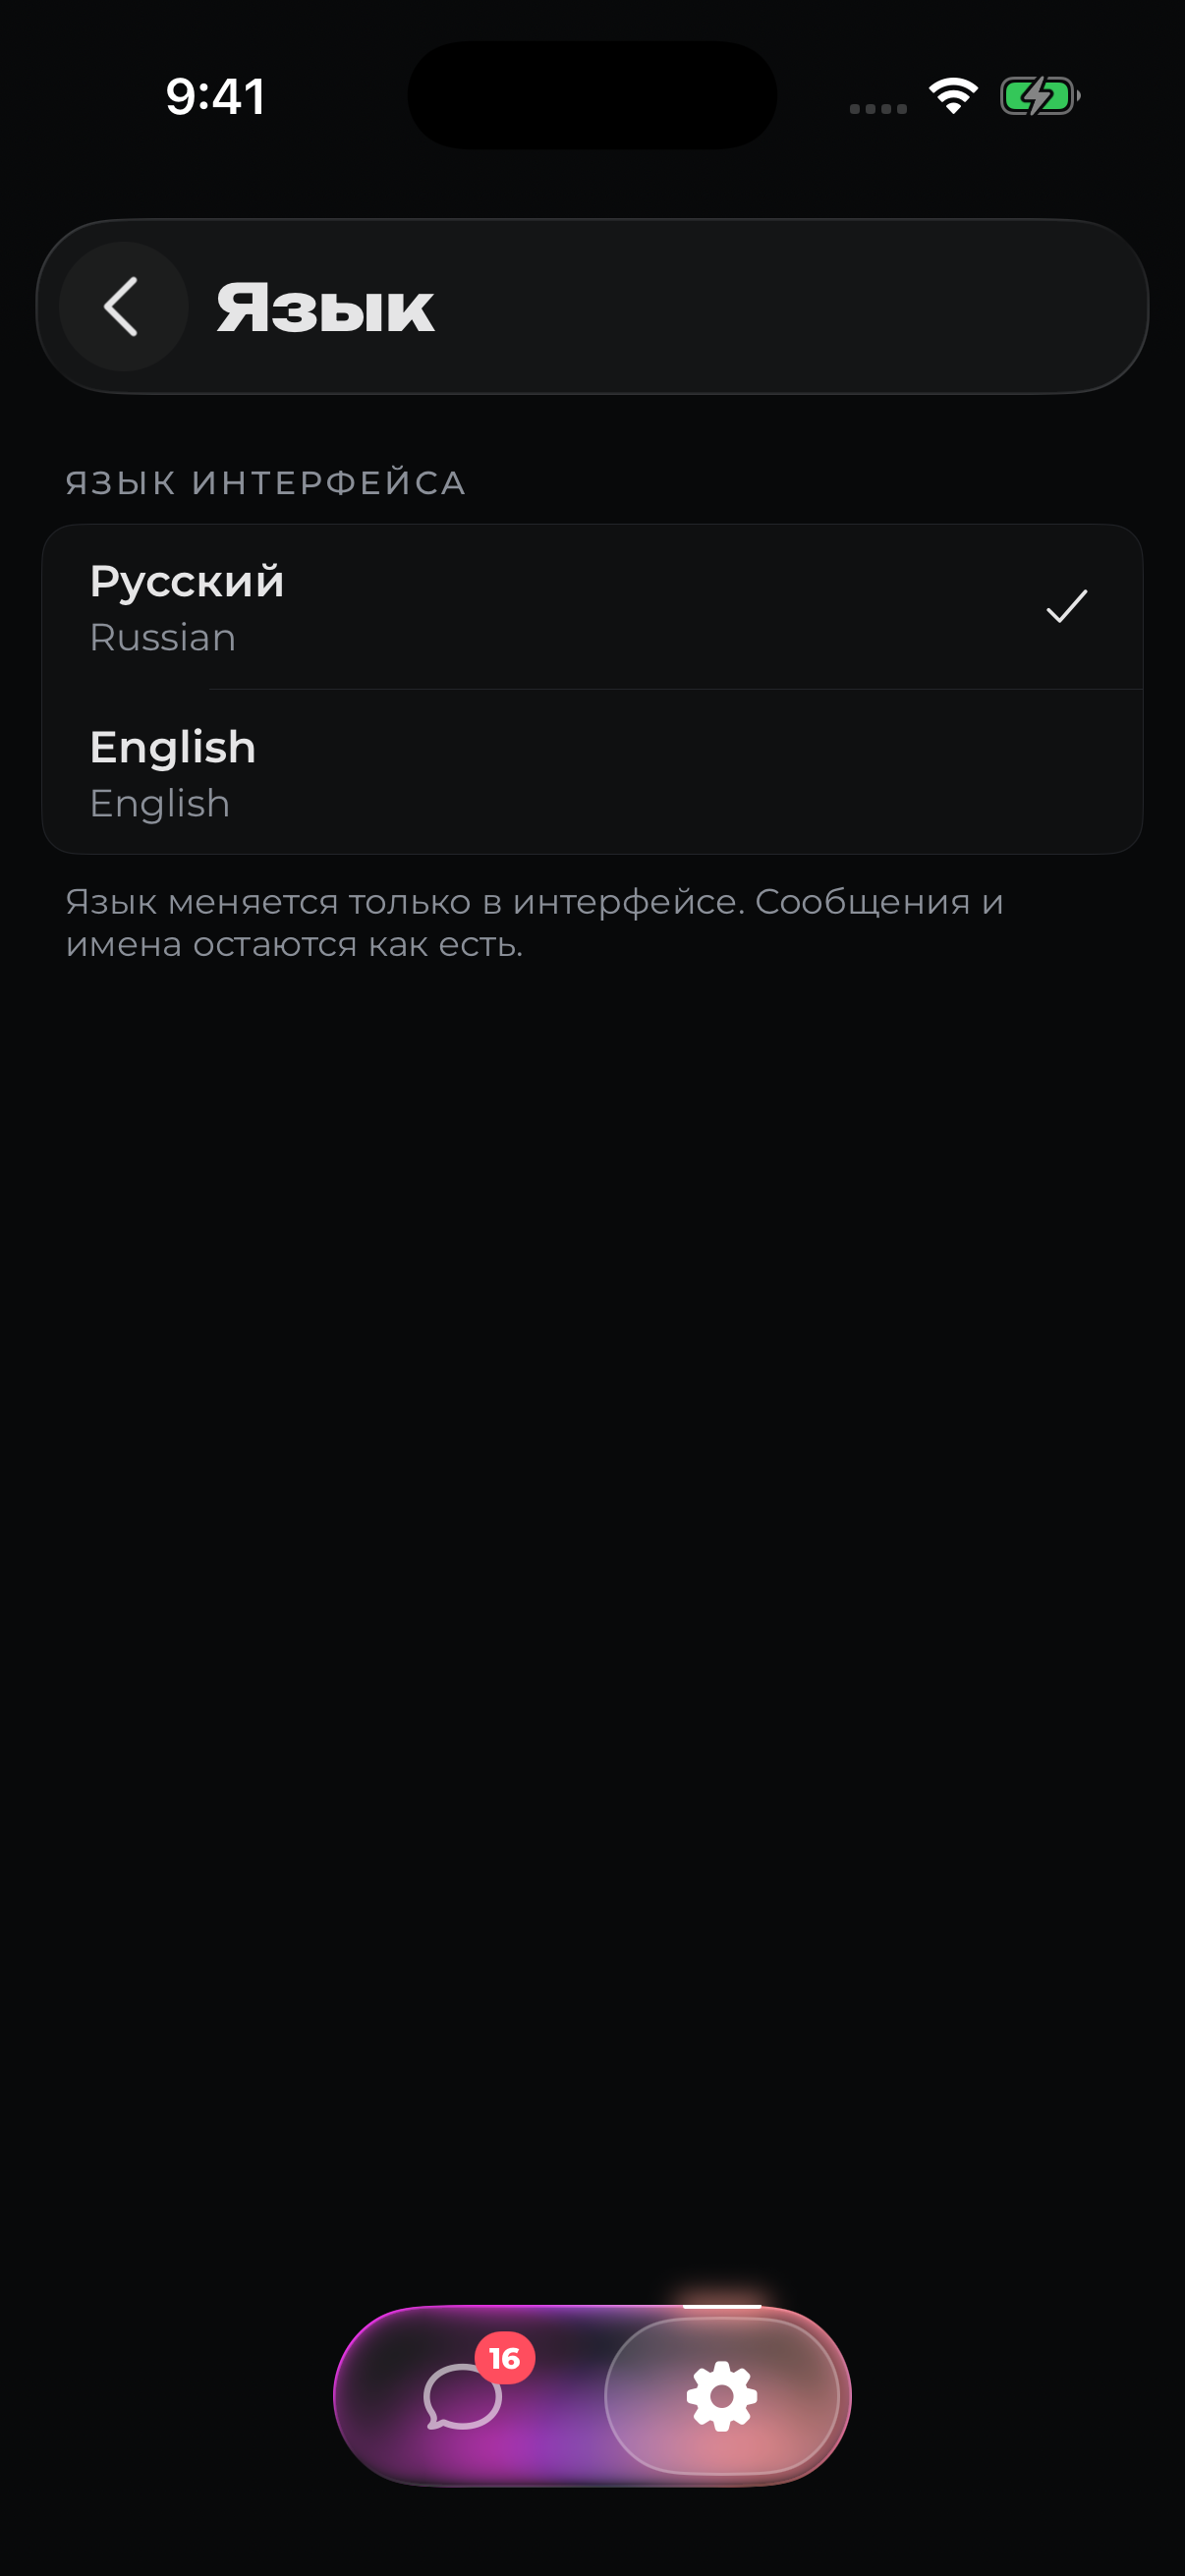 9:41
Язык
ЯЗЫК ИНТЕРФЕЙСА
Русский
Russian
English
English
Язык меняется только в интерфейсе. Сообщения и
имена остаются как есть.
16